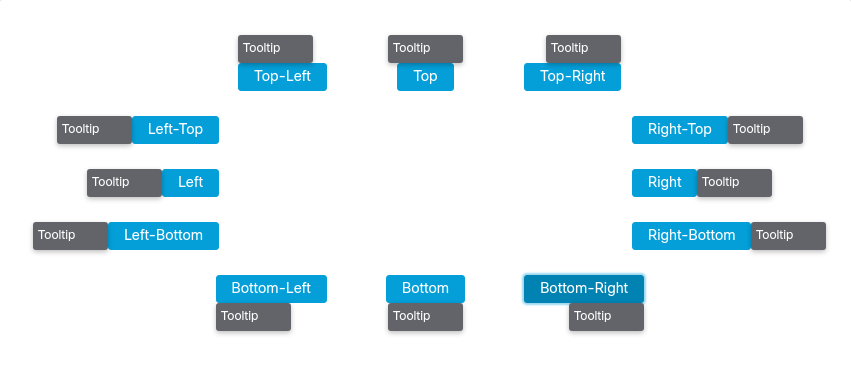 Tooltip Tooltip Tooltip
Top-Left Top Top-Right
Tooltip Left-Top Right-Top Tooltip
Tooltip Left Right Tooltip
Tooltip Left-Bottom Right-Bottom Tooltip
Bottom-Left Bottom Bottom-Right
Tooltip Tooltip Tooltip